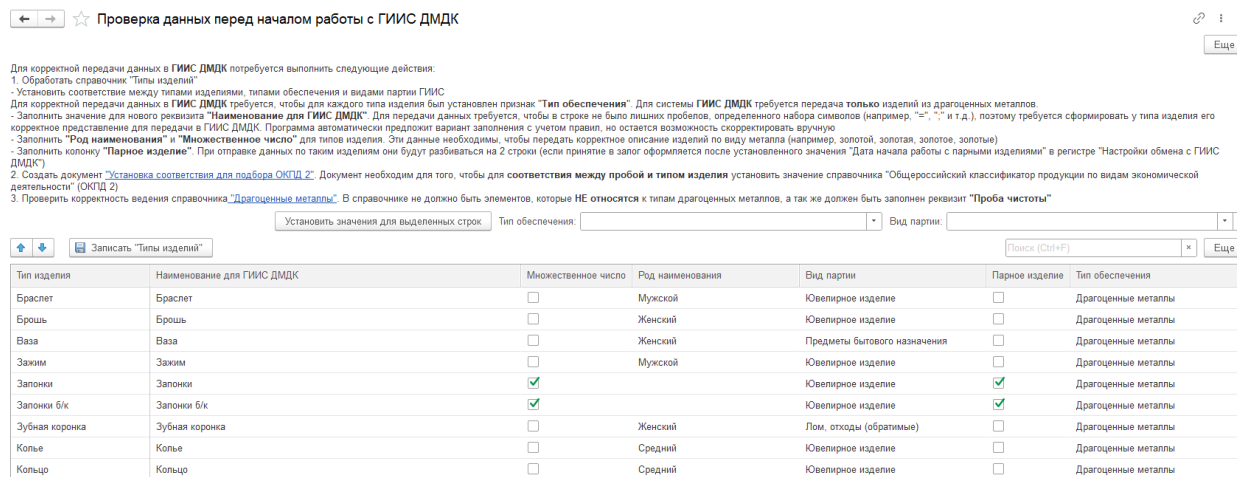 Проверка данных перед началом работы с ГИИС ДМДК
Еще
Для корректной передачи данных в ГИИС ДМДК потребуется выполнить следующие действия:
1. Обработать справочник "Типы изделий"
- Установить соответствие между типами изделиями, типами обеспечения и видами партии ГИИС
Для корректной передачи данных в ГИИС ДМДК требуется, чтобы для каждого типа изделия был установлен признак "Тип обеспечения". Для системы ГИИС ДМДК требуется передача только изделий из драгоценных металлов.
- Заполнить значение для нового реквизита "Наименование для ГИИС ДМДК". Для передачи данных требуется, чтобы в строке не было лишних пробелов, определенного набора символов (например, "=", ";" и т.д.), поэтому требуется сформировать у типа изделия его
корректное представление для передачи в ГИИС ДМДК. Программа автоматически предложит вариант заполнения с учетом правил, но остается возможность скорректировать вручную
- Заполнить "Род наименования" и "Множественное число" для типов изделия. Эти данные необходимы, чтобы передать корректное описание изделий по виду металла (например, золотой, золотая, золотое, золотые)
- Заполнить колонку "Парное изделие". При отправке данных по таким изделиям они будут разбиваться на 2 строки (если принятие в залог оформляется после установленного значения "Дата начала работы с парными изделиями" в регистре "Настройки обмена с ГИИС
ДМДК")
2. Создать документ "Установка соответствия для подбора ОКПД 2". Документ необходим для того, чтобы для соответствия между пробой и типом изделия установить значение справочника "Общероссийский классификатор продукции по видам экономической
деятельности" (ОКПД 2)
3. Проверить корректность ведения справочника "Драгоценные металлы". В справочнике не должно быть элементов, которые НЕ относятся к типам драгоценных металлов, а так же должен быть заполнен реквизит "Проба чистоты"
Установить значения для выделенных строк Тип обеспечения: Вид партии:
Записать "Типы изделий" Поиск (Ctrl+F) × Еще
Тип изделия Наименование для ГИИС ДМДК Множественное число Род наименования Вид партии Парное изделие Тип обеспечения
Браслет Браслет Мужской Ювелирное изделие Драгоценные металлы
Брошь Брошь Женский Ювелирное изделие Драгоценные металлы
Ваза Ваза Женский Предметы бытового назначения Драгоценные металлы
Зажим Зажим Мужской Ювелирное изделие Драгоценные металлы
Запонки Запонки Ювелирное изделие Драгоценные металлы
Запонки б/к Запонки б/к Ювелирное изделие Драгоценные металлы
Зубная коронка Зубная коронка Женский Лом, отходы (обратимые) Драгоценные металлы
Колье Колье Средний Ювелирное изделие Драгоценные металлы
Кольцо Кольцо Средний Ювелирное изделие Драгоценные металлы